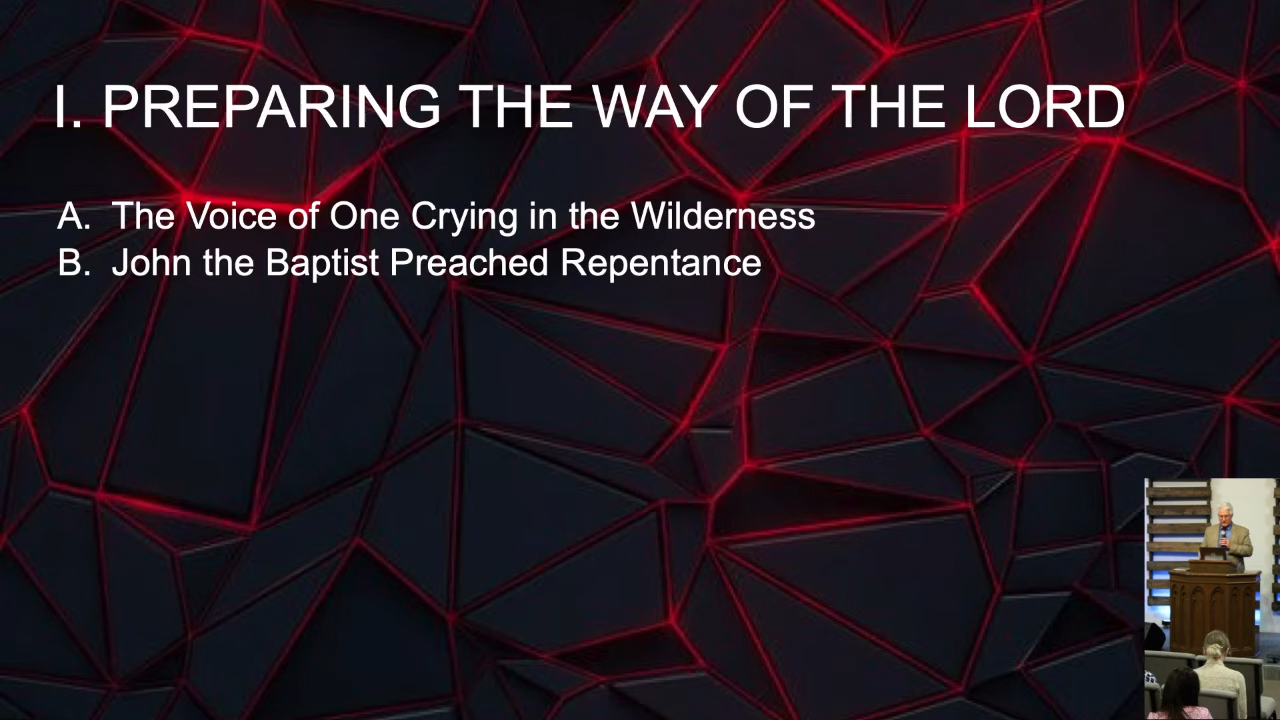 I. PREPARING THE WAY OF THE LORD
A. The Voice of One Crying in the Wilderness
B. John the Baptist Preached Repentance